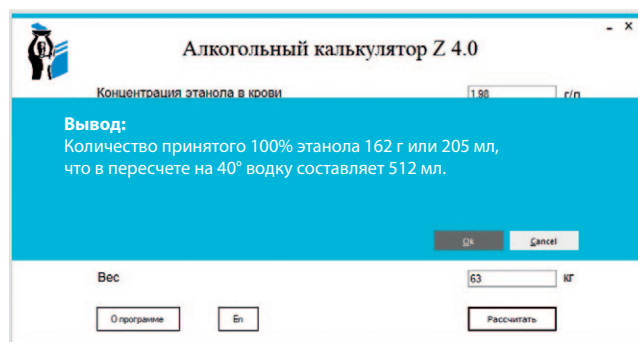 Алкогольный калькулятор Z 4.0
Концентрация этанола в крови 1.98 г/л
Вывод:
Количество принятого 100% этанола 162 г или 205 мл,
что в пересчете на 40° водку составляет 512 мл.
Ok Cancel
Вес 63 кг
О программе En Рассчитать